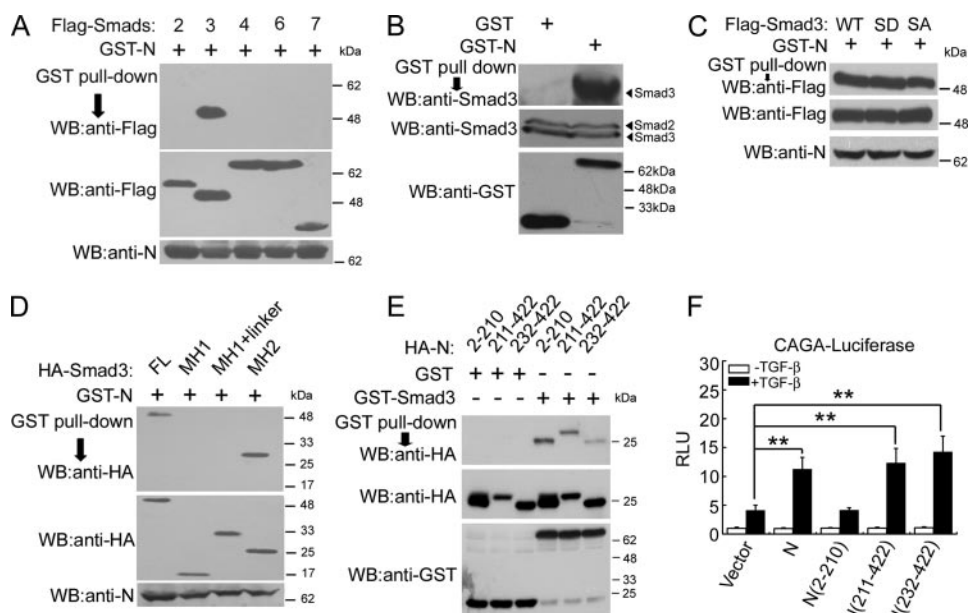 A
Flag-Smads: 2 3 4 6 7
GST-N + + + + + kDa
GST pull-down
WB:anti-Flag
62
48
WB:anti-Flag
62
48
WB:anti-N
62
B
GST +
GST-N +
GST pull down
WB:anti-Smad3
Smad3
WB:anti-Smad3
Smad2
Smad3
WB:anti-GST
62kDa
48kDa
33kDa
C
Flag-Smad3: WT SD SA
GST-N + + + kDa
GST pull-down
WB:anti-Flag
48
WB:anti-Flag
48
WB:anti-N
62
D
HA-Smad3: FL MH1 MH1+linker MH2
GST-N + + + + kDa
GST pull-down
WB:anti-HA
48
33
25
17
WB:anti-HA
48
33
25
17
WB:anti-N
62
E
HA-N: 2-210 211-422 232-422 2-210 211-422 232-422
GST + + + - - -
GST-Smad3 - - - + + + kDa
GST pull-down
WB:anti-HA
25
WB:anti-HA
25
WB:anti-GST
62
48
33
25
17
F
CAGA-Luciferase
-TGF-β
+TGF-β
RLU
30
25
20
15
10
5
0
**
**
**
Vector
N
N(2-210)
(211-422)
(232-422)